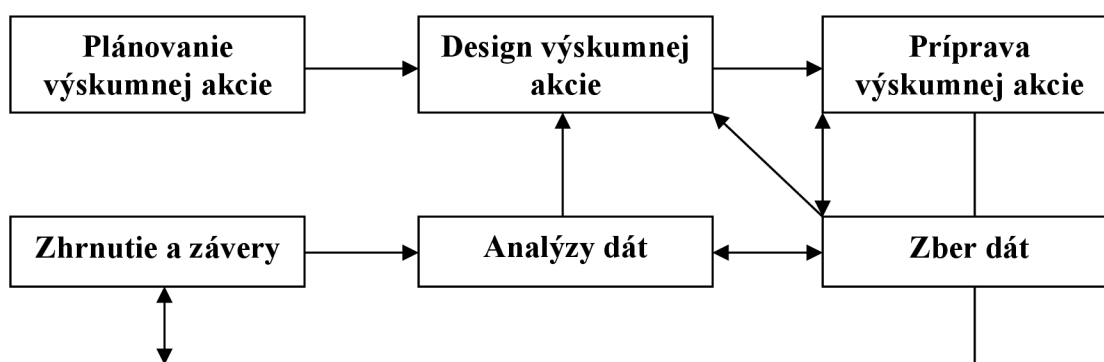 Plánovanie
výskumnej akcie
Design výskumnej
akcie
Príprava
výskumnej akcie
Zhrnutie a závery
Analýzy dát
Zber dát